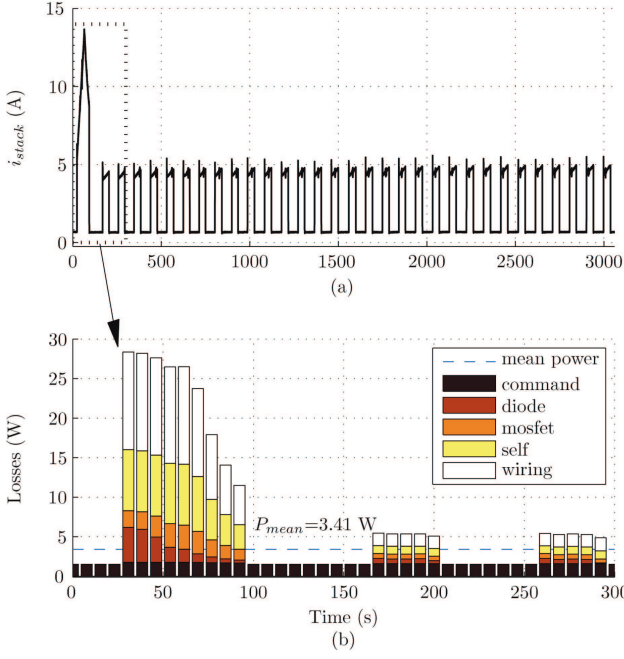 15
10
5
0
i_stack (A)
0 500 1000 1500 2000 2500 3000
(a)
30
25
20
15
10
5
0
Losses (W)
mean power
command
diode
mosfet
self
wiring
P_mean=3.41 W
0 50 100 150 200 250 300
Time (s)
(b)